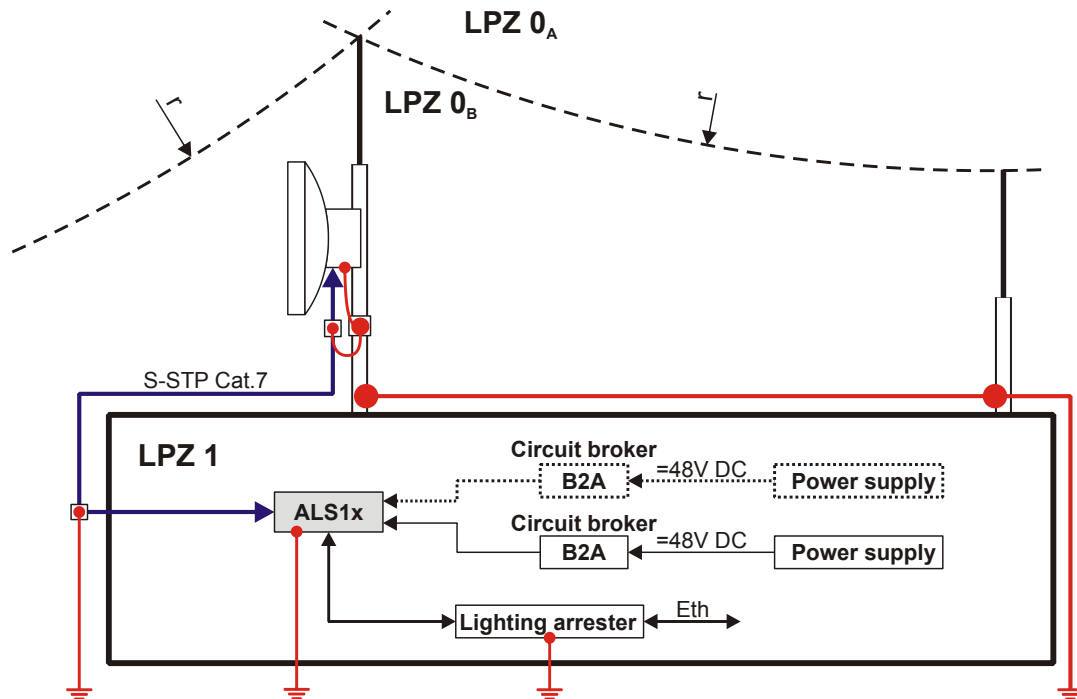 LPZ 0A
r
LPZ 0B
r
S-STP Cat.7
LPZ 1
Circuit broker
B2A
=48V DC
Power supply
ALS1x
Circuit broker
B2A
=48V DC
Power supply
Lighting arrester
Eth